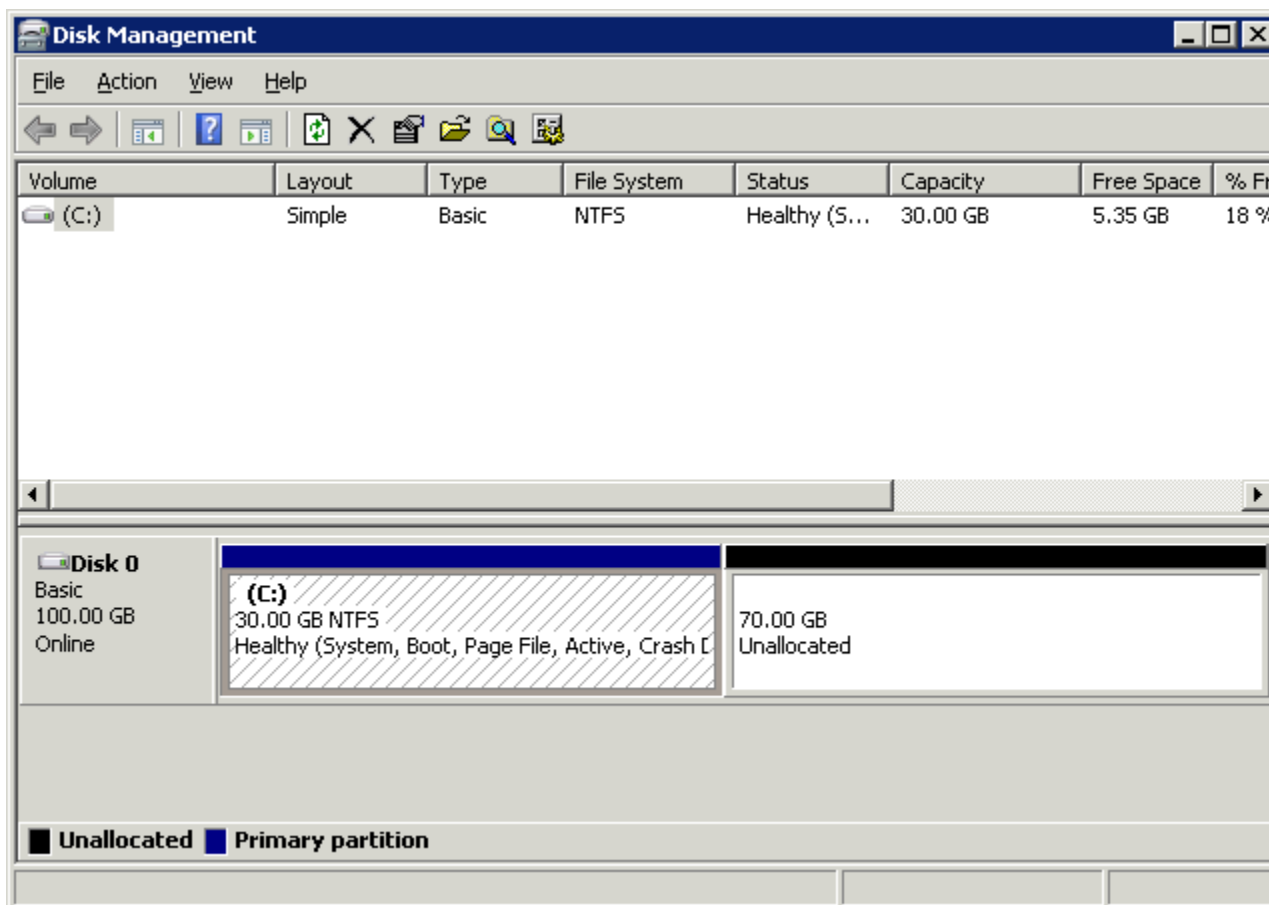 Disk Management
File Action View Help
Volume Layout Type File System Status Capacity Free Space % Fr
(C:) Simple Basic NTFS Healthy (S... 30.00 GB 5.35 GB 18 %
Disk 0
Basic
100.00 GB
Online
(C:)
30.00 GB NTFS
Healthy (System, Boot, Page File, Active, Crash D
70.00 GB
Unallocated
Unallocated Primary partition